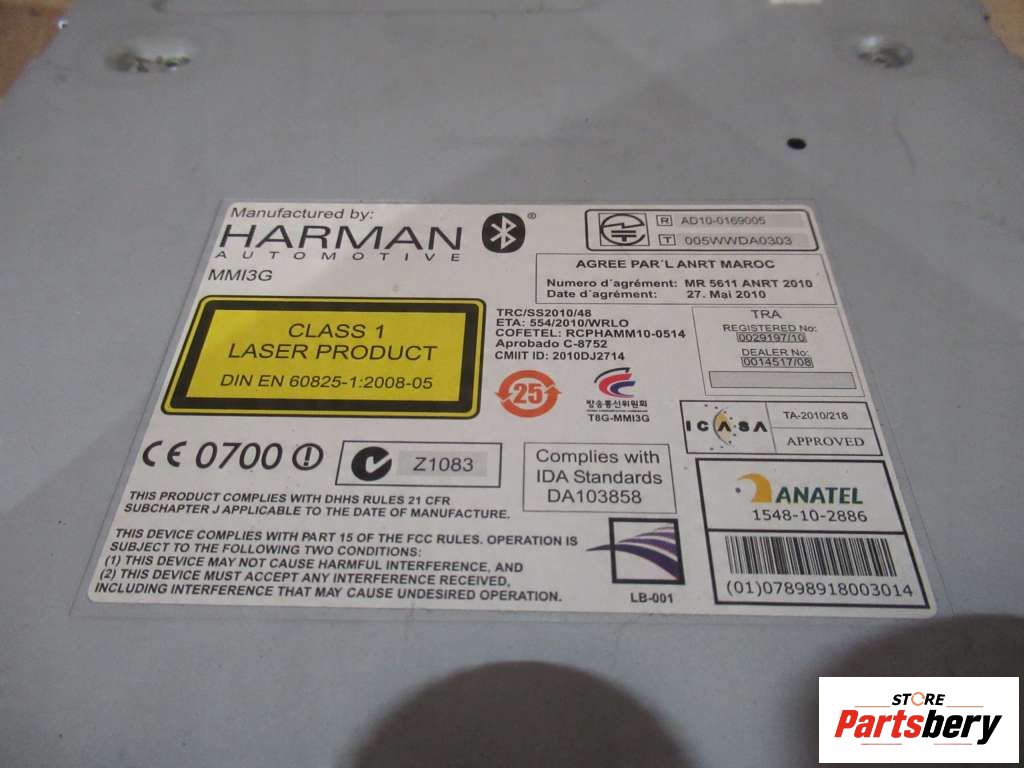 Manufactured by:
HARMAN
AUTOMOTIVE
MMI3G
®
R AD10-0169005
T 005WWDA0303
AGREE PAR´L ANRT MAROC
Numero d´agrément: MR 5611 ANRT 2010
Date d´agrément: 27. Mai 2010
CLASS 1
LASER PRODUCT
DIN EN 60825-1:2008-05
TRC/SS2010/48
ETA: 554/2010/WRLO
COFETEL: RCPHAMM10-0514
Aprobado C-8752
CMIIT ID: 2010DJ2714
25
방송통신위원회
T8G-MMI3G
TRA
REGISTERED No:
0029197/10
DEALER No:
0014517/08
ICASA
TA-2010/218
APPROVED
CE 0700
Z1083
Complies with
IDA Standards
DA103858
ANATEL
1548-10-2886
(01)07898918003014
THIS PRODUCT COMPLIES WITH DHHS RULES 21 CFR
SUBCHAPTER J APPLICABLE TO THE DATE OF MANUFACTURE.
THIS DEVICE COMPLIES WITH PART 15 OF THE FCC RULES. OPERATION IS
SUBJECT TO THE FOLLOWING TWO CONDITIONS:
(1) THIS DEVICE MAY NOT CAUSE HARMFUL INTERFERENCE, AND
(2) THIS DEVICE MUST ACCEPT ANY INTERFERENCE RECEIVED,
INCLUDING INTERFERENCE THAT MAY CAUSE UNDESIRED OPERATION.
LB-001
STORE
Partsbery